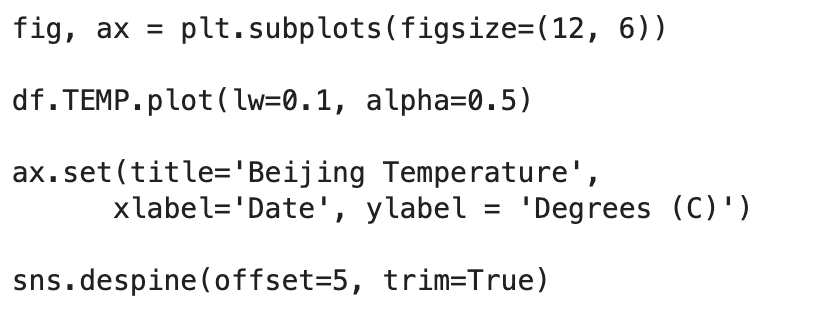 fig, ax = plt.subplots(figsize=(12, 6))
df.TEMP.plot(lw=0.1, alpha=0.5)
ax.set(title='Beijing Temperature',
xlabel='Date', ylabel = 'Degrees (C)')
sns.despine(offset=5, trim=True)